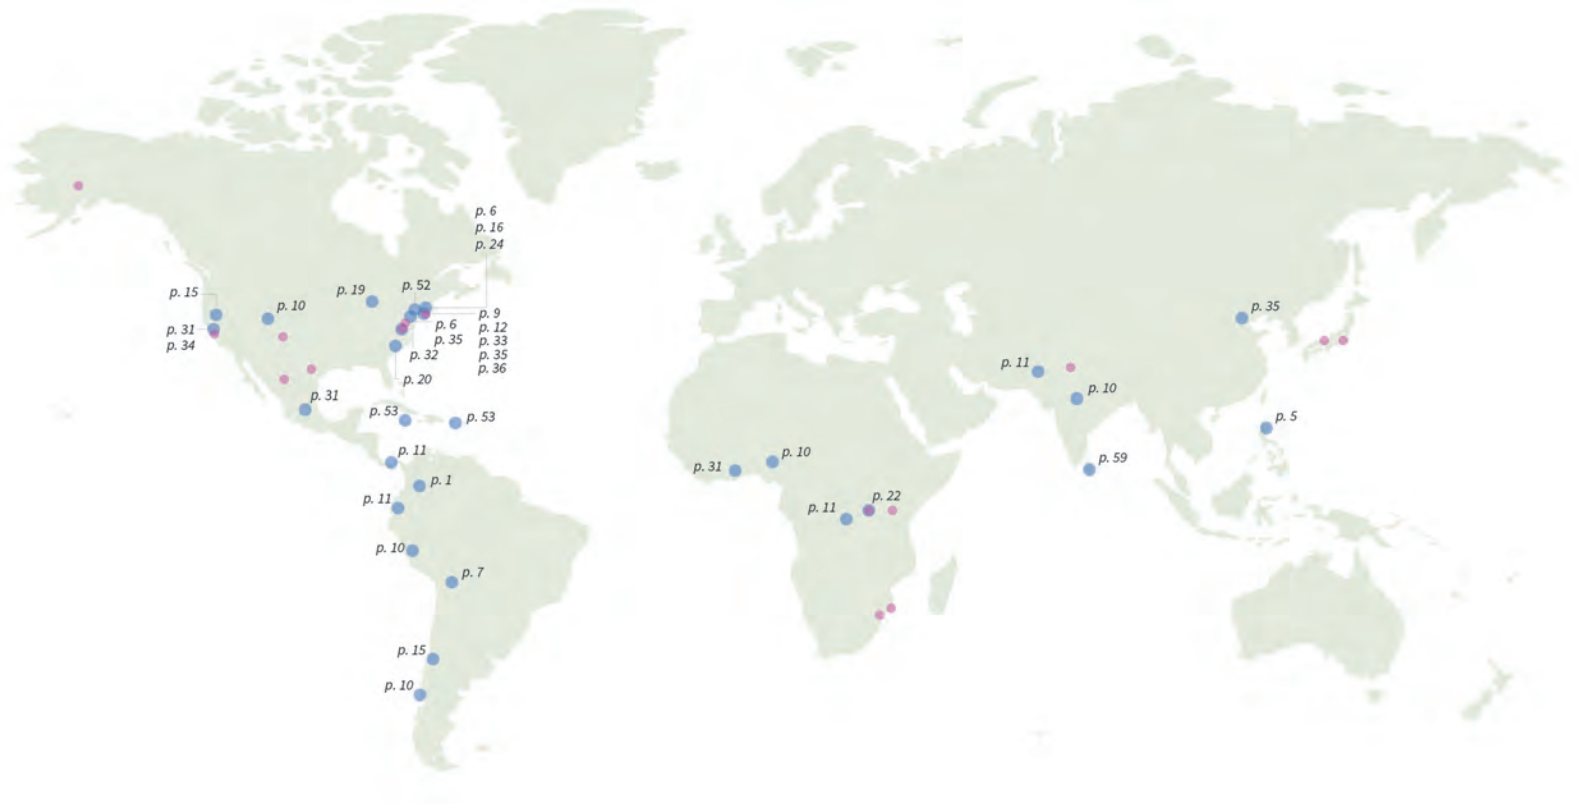 p. 6
p. 16
p. 24
p. 52
p. 19
p. 15
p. 10
p. 9
p. 6
p. 12
p. 31
p. 35
p. 33
p. 34
p. 32
p. 35
p. 36
p. 20
p. 31
p. 53
p. 53
p. 11
p. 1
p. 11
p. 10
p. 7
p. 15
p. 10
p. 31
p. 10
p. 11
p. 22
p. 11
p. 10
p. 59
p. 35
p. 5